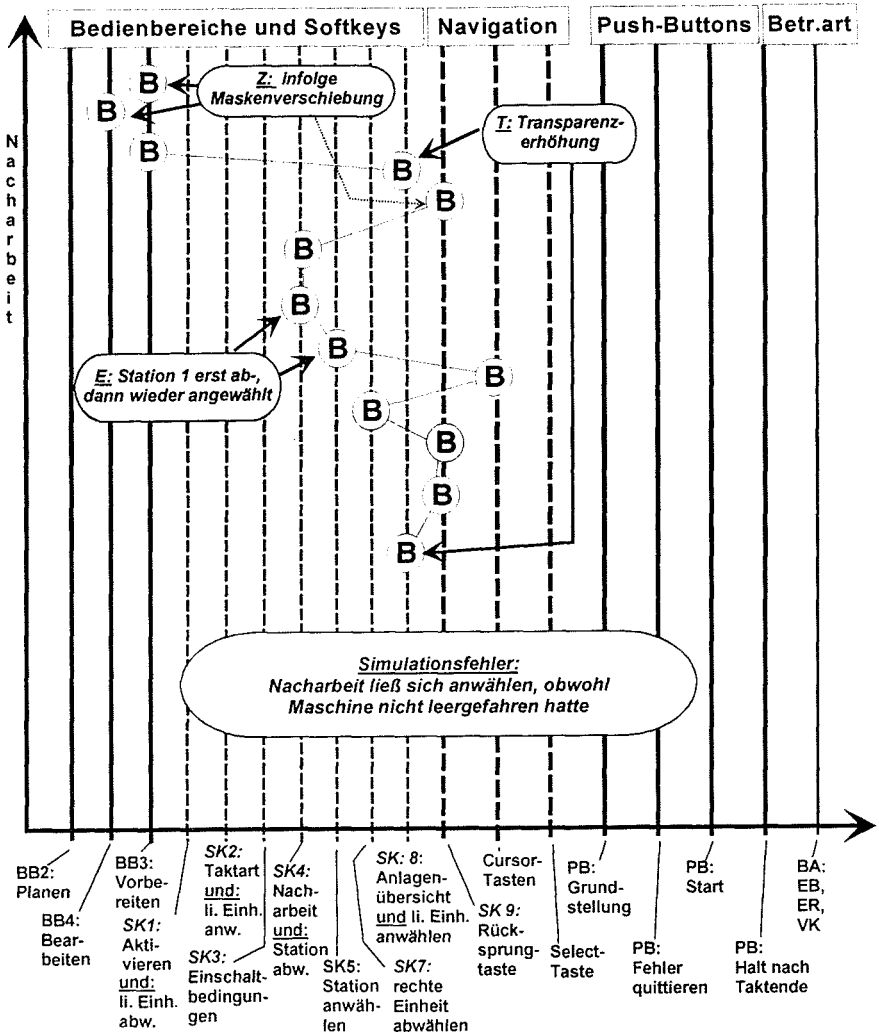 Bedienbereiche und Softkeys
Navigation
Push-Buttons
Betr.art
Nacharbeit
B
Z: infolge
Maskenverschiebung
B
B
T: Transparenz-
erhöhung
B
B
B
B
B
E: Station 1 erst ab-,
dann wieder angewählt
B
B
B
B
B
Simulationsfehler:
Nacharbeit ließ sich anwählen, obwohl
Maschine nicht leergefahren hatte
BB2:
Planen
BB4:
Bear-
beiten
BB3:
Vorbe-
reiten
SK1:
Akti-
vieren
und:
li. Einh.
abw.
SK2:
Taktart
und:
li. Einh.
anw.
SK3:
Einschalt-
bedingun-
gen
SK4:
Nach-
arbeit
und:
Station
abw.
SK5:
Station
anwäh-
len
SK: 8:
Anlagen-
übersicht
und li. Einh.
anwählen
SK7:
rechte
Einheit
abwählen
Cursor-
Tasten
SK 9:
Rück-
sprung-
taste
Select-
Taste
PB:
Grund-
stellung
PB:
Fehler
quittieren
PB:
Start
PB:
Halt nach
Taktende
BA:
EB,
ER,
VK